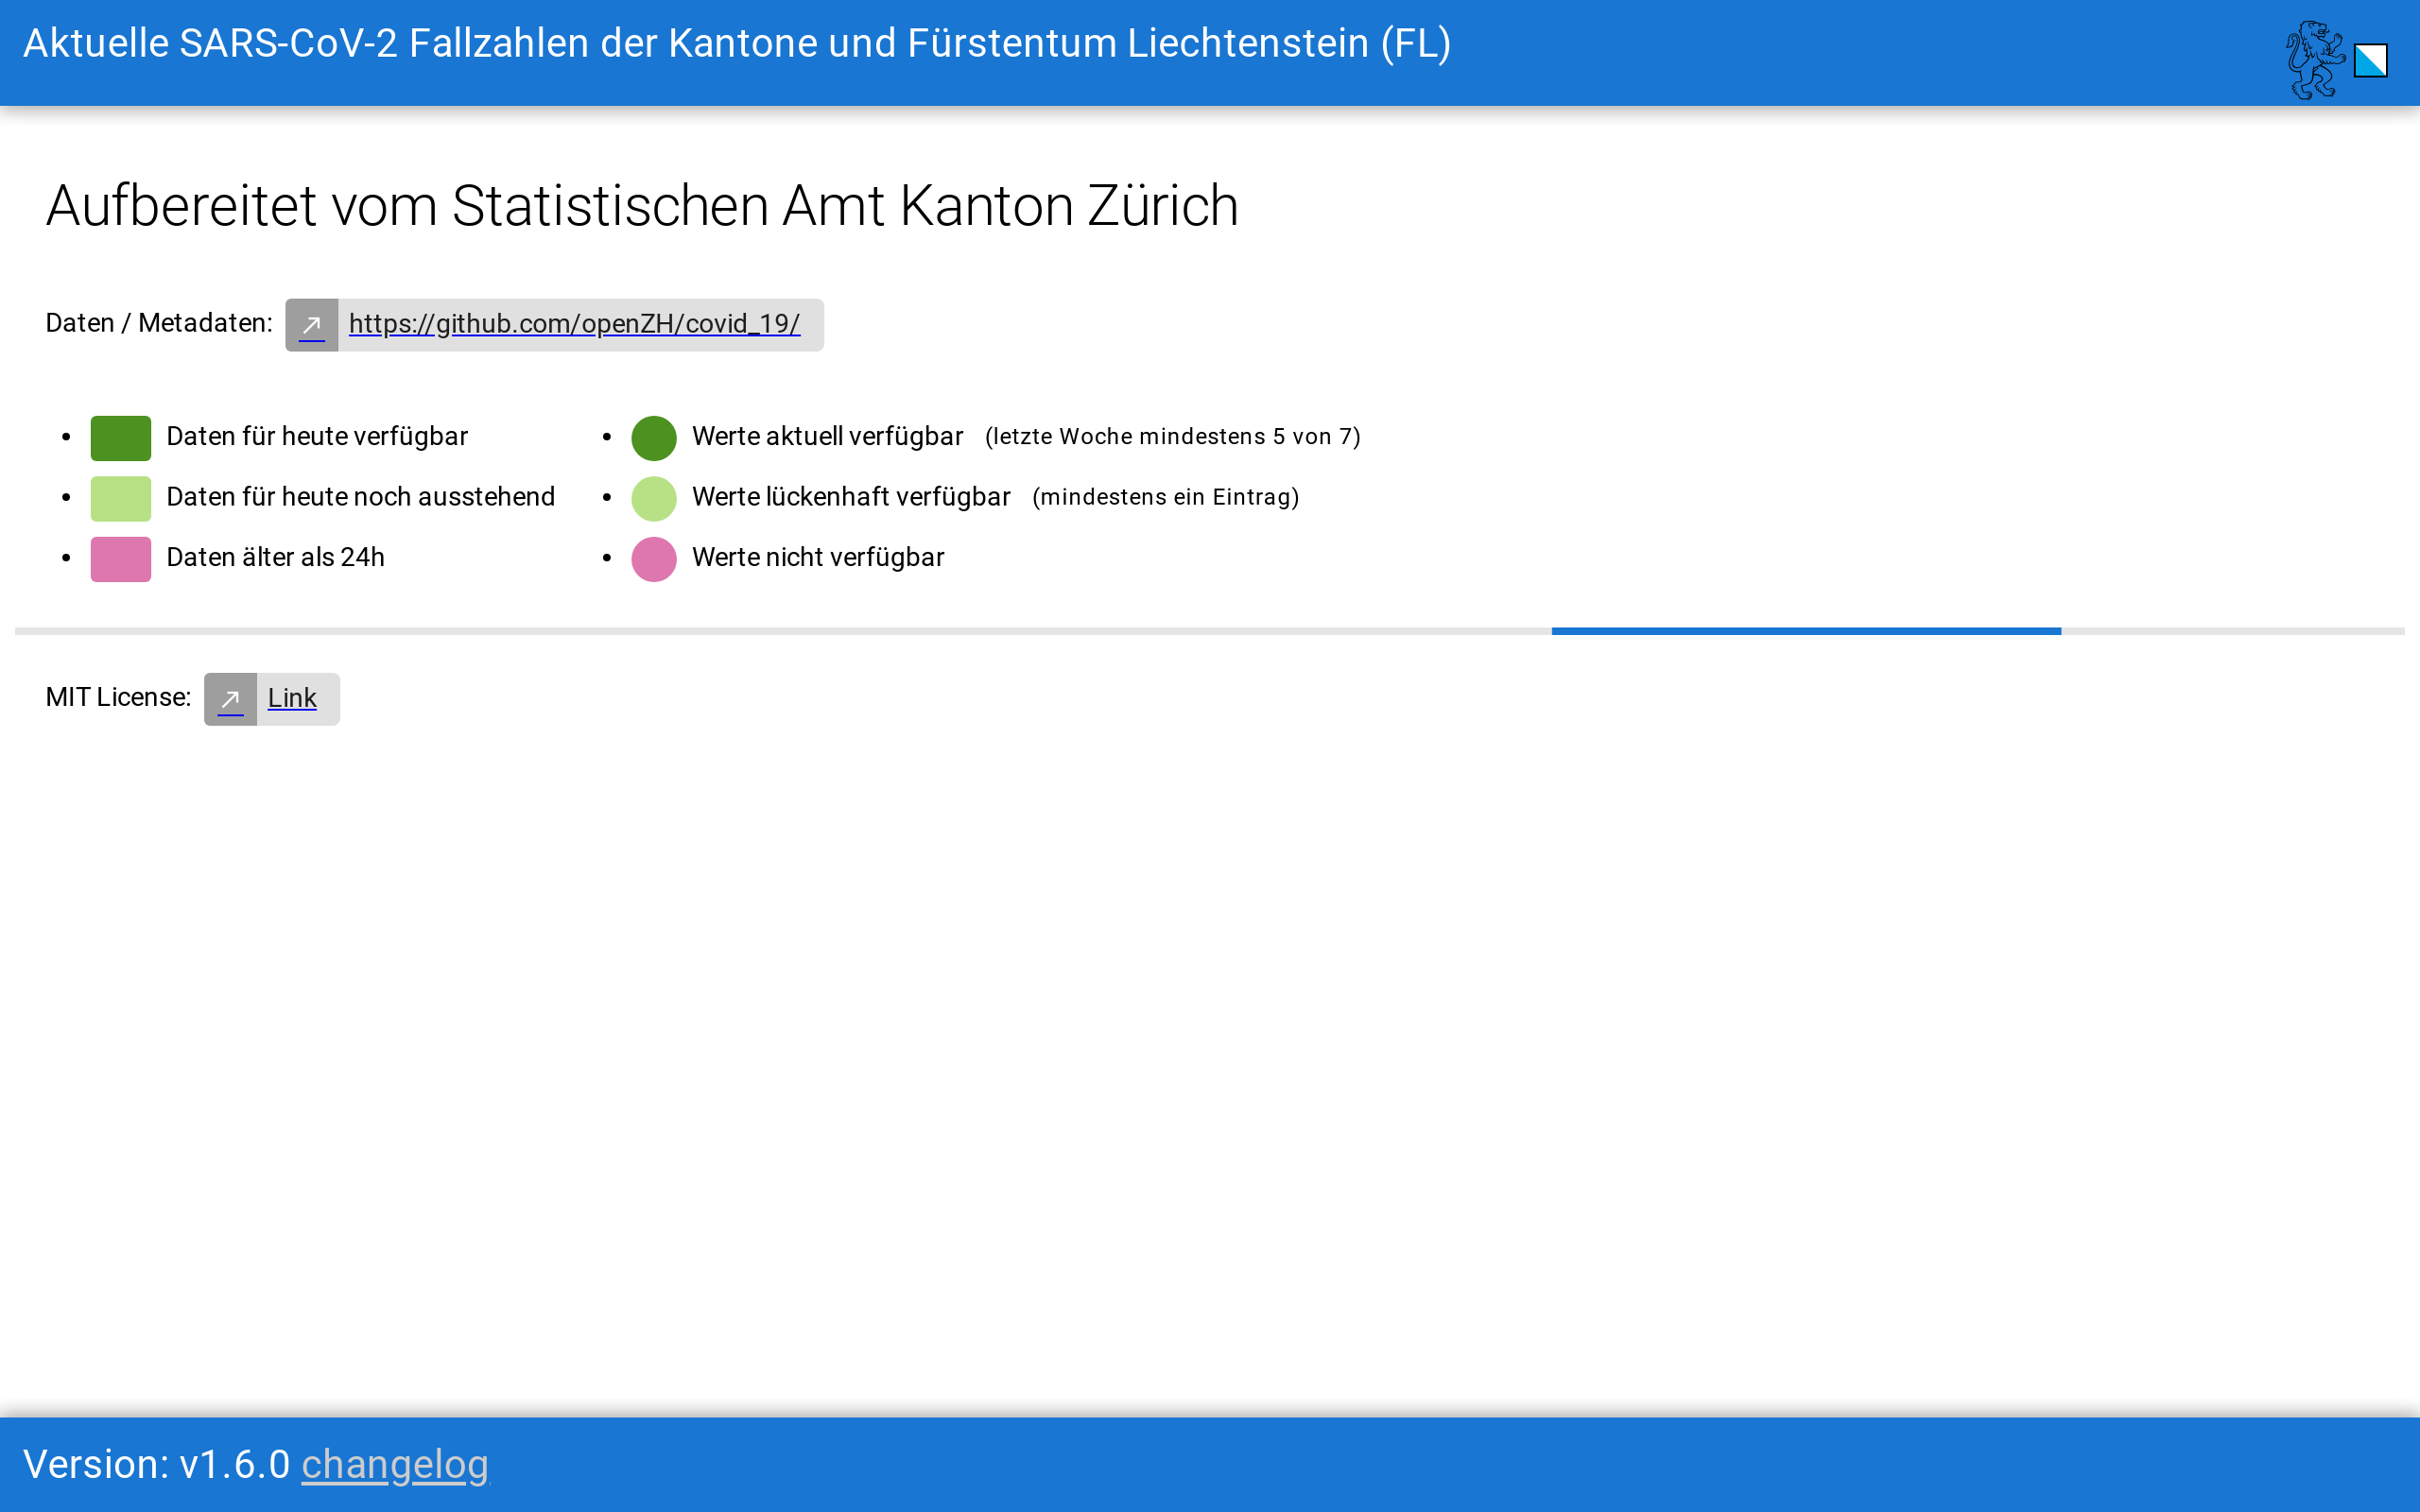 Aktuelle SARS-CoV-2 Fallzahlen der Kantone und Fürstentum Liechtenstein (FL)
Aufbereitet vom Statistischen Amt Kanton Zürich
Daten / Metadaten: https://github.com/openZH/covid_19/
Daten für heute verfügbar
Daten für heute noch ausstehend
Daten älter als 24h
Werte aktuell verfügbar (letzte Woche mindestens 5 von 7)
Werte lückenhaft verfügbar (mindestens ein Eintrag)
Werte nicht verfügbar
MIT License: Link
Version: v1.6.0 changelog